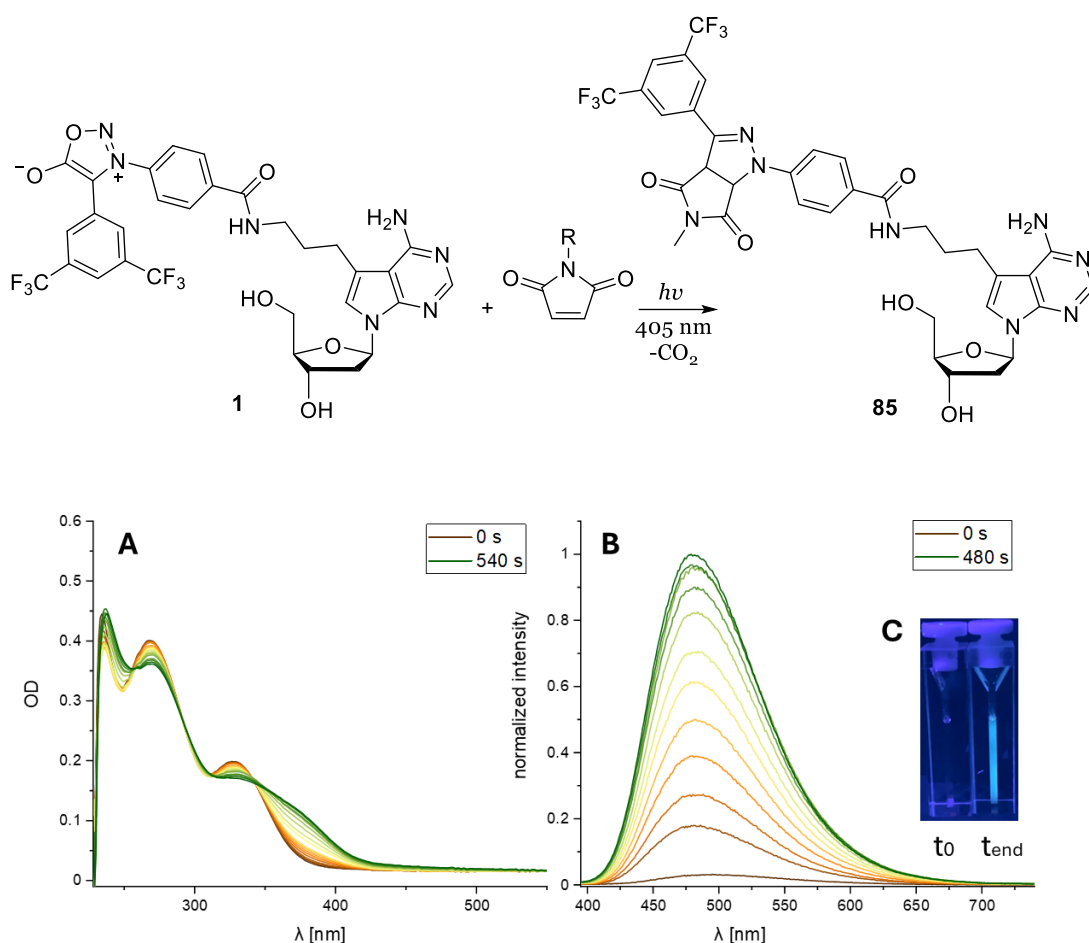 CF3
F3C
O
N
N
+
O
−
O
HN
F3C
CF3
H2N
N
N
N
HO
O
OH
1
+
R
N
O
O
hν
405 nm
-CO2
CF3
F3C
N
N
O
N
O
O
HN
H2N
N
N
N
HO
O
OH
85
A
0 s
540 s
0.6
0.5
0.4
0.3
0.2
0.1
0
OD
300
400
500
λ [nm]
B
0 s
480 s
C
1
0.8
0.6
0.4
0.2
0
normalized intensity
400
450
500
550
600
650
700
λ [nm]
t0
tend